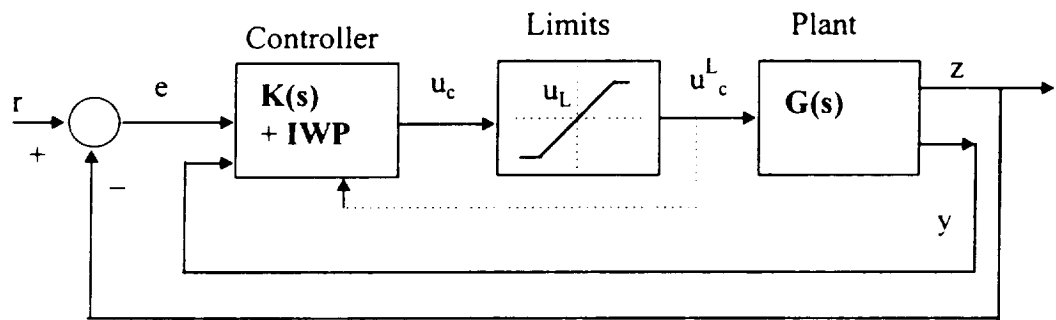 Controller
Limits
Plant
r
+
−
e
K(s)
+ IWP
u_c
u_L
u^L_c
G(s)
z
y